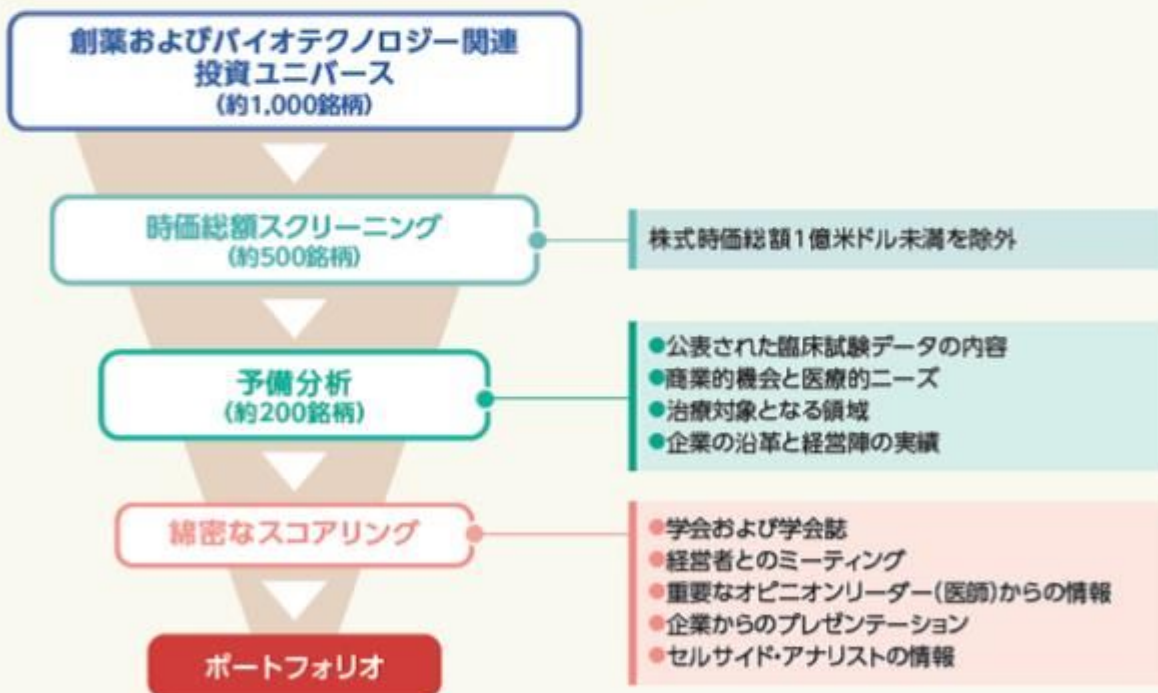 創薬およびバイオテクノロジー関連
投資ユニバース
(約1,000銘柄)
時価総額スクリーニング
(約500銘柄)
株式時価総額1億米ドル未満を除外
予備分析
(約200銘柄)
●公表された臨床試験データの内容
●商業的機会と医療的ニーズ
●治療対象となる領域
●企業の沿革と経営陣の実績
綿密なスコアリング
●学会および学会誌
●経営者とのミーティング
●重要なオピニオンリーダー(医師)からの情報
●企業からのプレゼンテーション
●セルサイド・アナリストの情報
ポートフォリオ